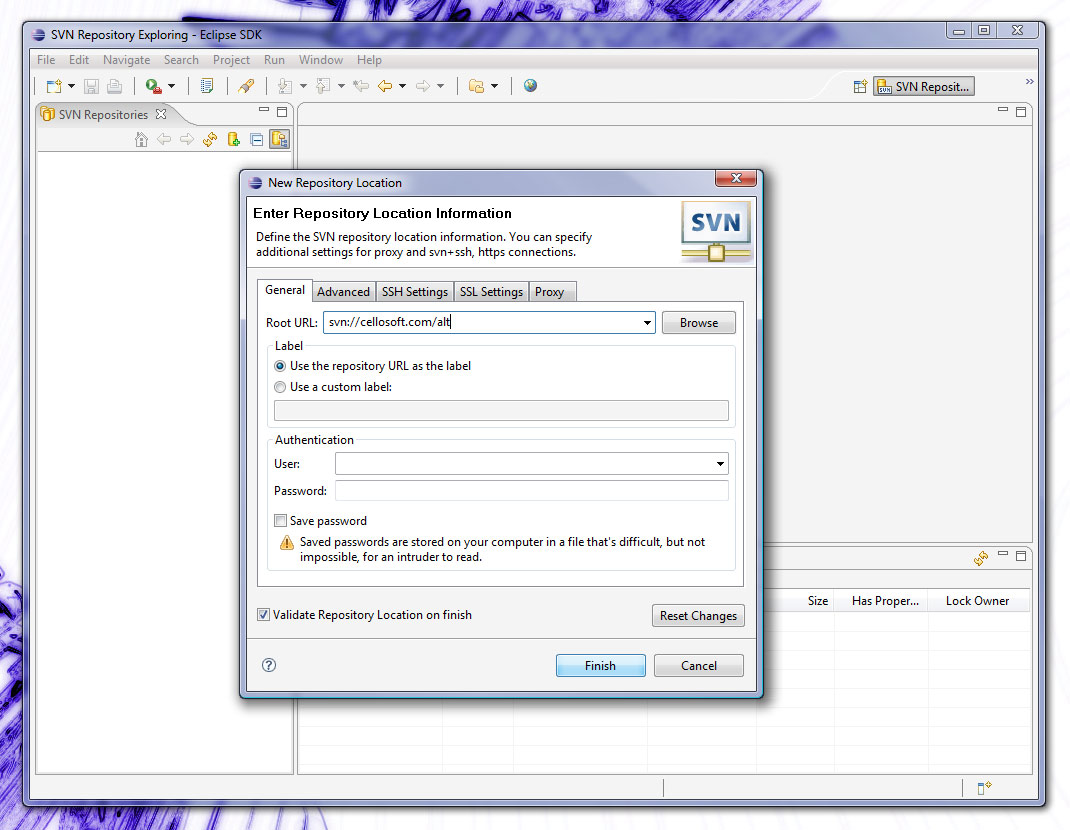 SVN Repository Exploring - Eclipse SDK
File Edit Navigate Search Project Run Window Help
SVN Reposit...
SVN Repositories
New Repository Location
Enter Repository Location Information
Define the SVN repository location information. You can specify
additional settings for proxy and svn+ssh, https connections.
SVN
General Advanced SSH Settings SSL Settings Proxy
Root URL: svn://cellosoft.com/alt Browse
Label
Use the repository URL as the label
Use a custom label:
Authentication
User:
Password:
Save password
Saved passwords are stored on your computer in a file that's difficult, but not
impossible, for an intruder to read.
Size Has Proper... Lock Owner
Validate Repository Location on finish Reset Changes
Finish Cancel